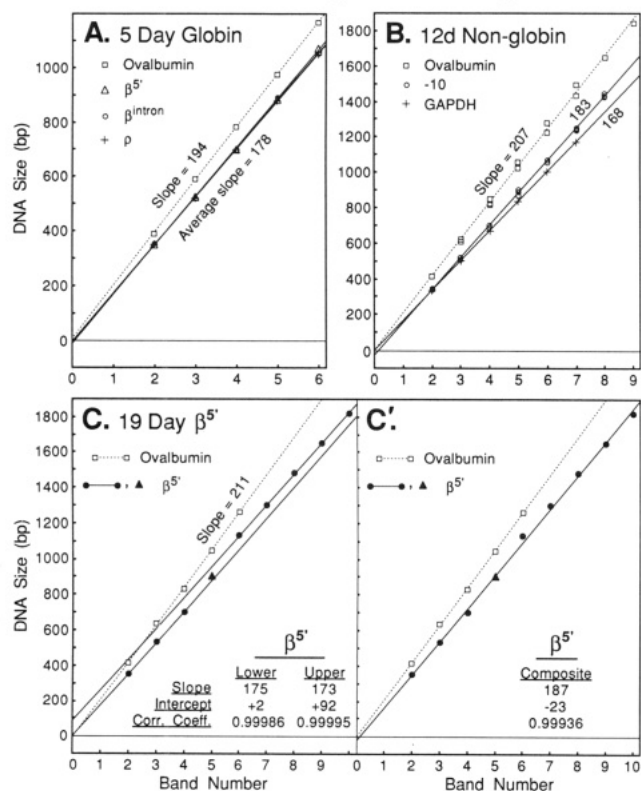 A. 5 Day Globin
Ovalbumin
β5'
βintron
ρ
Slope = 194
Average slope = 178
DNA Size (bp)
1000
800
600
400
200
0
0 1 2 3 4 5 6
B. 12d Non-globin
Ovalbumin
-10
GAPDH
Slope = 207
183
168
1800
1600
1400
1200
1000
800
600
400
200
0
0 1 2 3 4 5 6 7 8 9 10
C. 19 Day β5'
Ovalbumin
, β5'
Slope = 211
DNA Size (bp)
1800
1600
1400
1200
1000
800
600
400
200
0
β5'
Lower Upper
Slope 175 173
Intercept +2 +92
Corr. Coeff. 0.99986 0.99995
0 1 2 3 4 5 6 7 8 9 10
Band Number
C'.
Ovalbumin
, β5'
β5'
Composite
187
-23
0.99936
0 1 2 3 4 5 6 7 8 9 10
Band Number